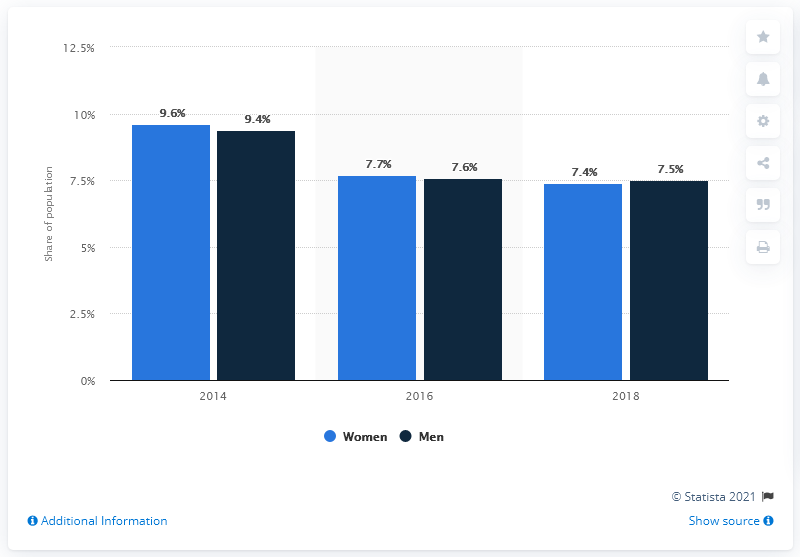 12.5%
10%
7.5%
5%
2.5%
0%
Share of population
9.6%
9.4%
7.7%
7.6%
7.4%
7.5%
2014
2016
2018
Women
Men
© Statista 2021
Additional Information
Show source